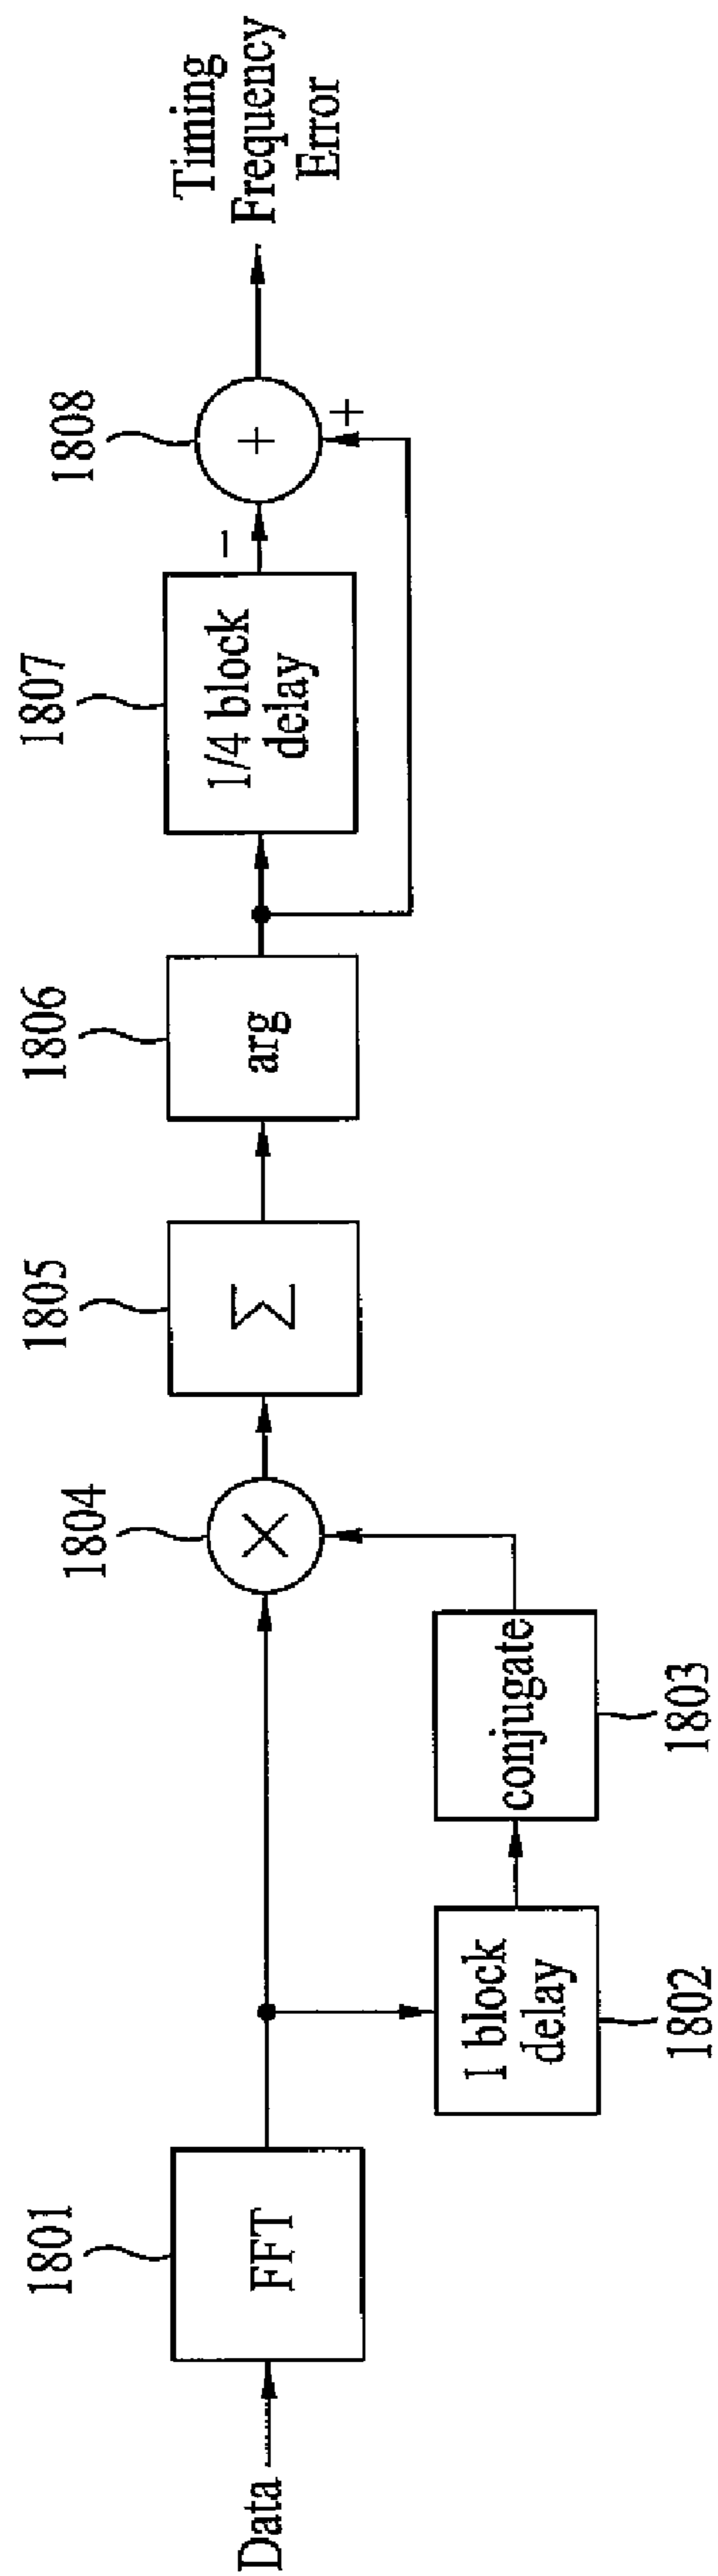 Data
1801
FFT
1 block
delay
1802
conjugate
1803
1804
×
1805
Σ
1806
arg
1807
1/4 block
delay
−
1808
+
+
Timing
Frequency
Error